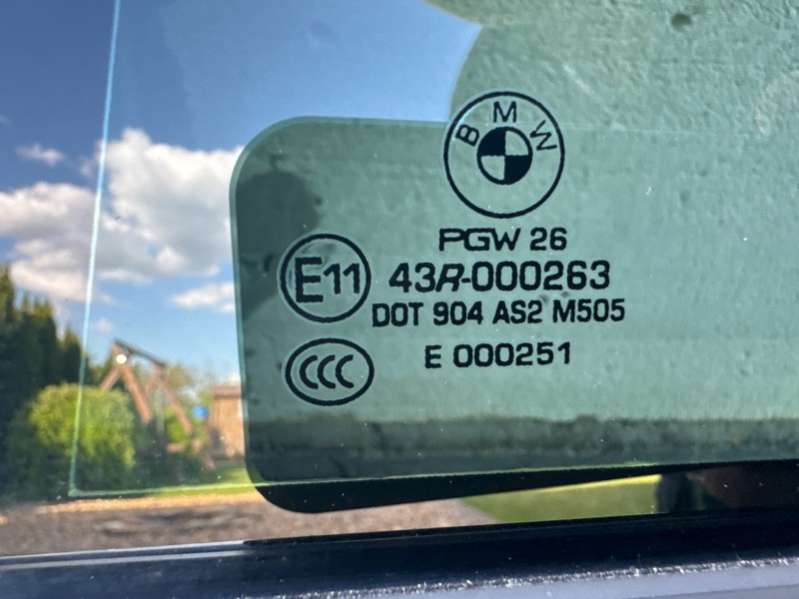 BMW
PGW 26
E11 43R-000263
DOT 904 AS2 M505
CCC E 000251